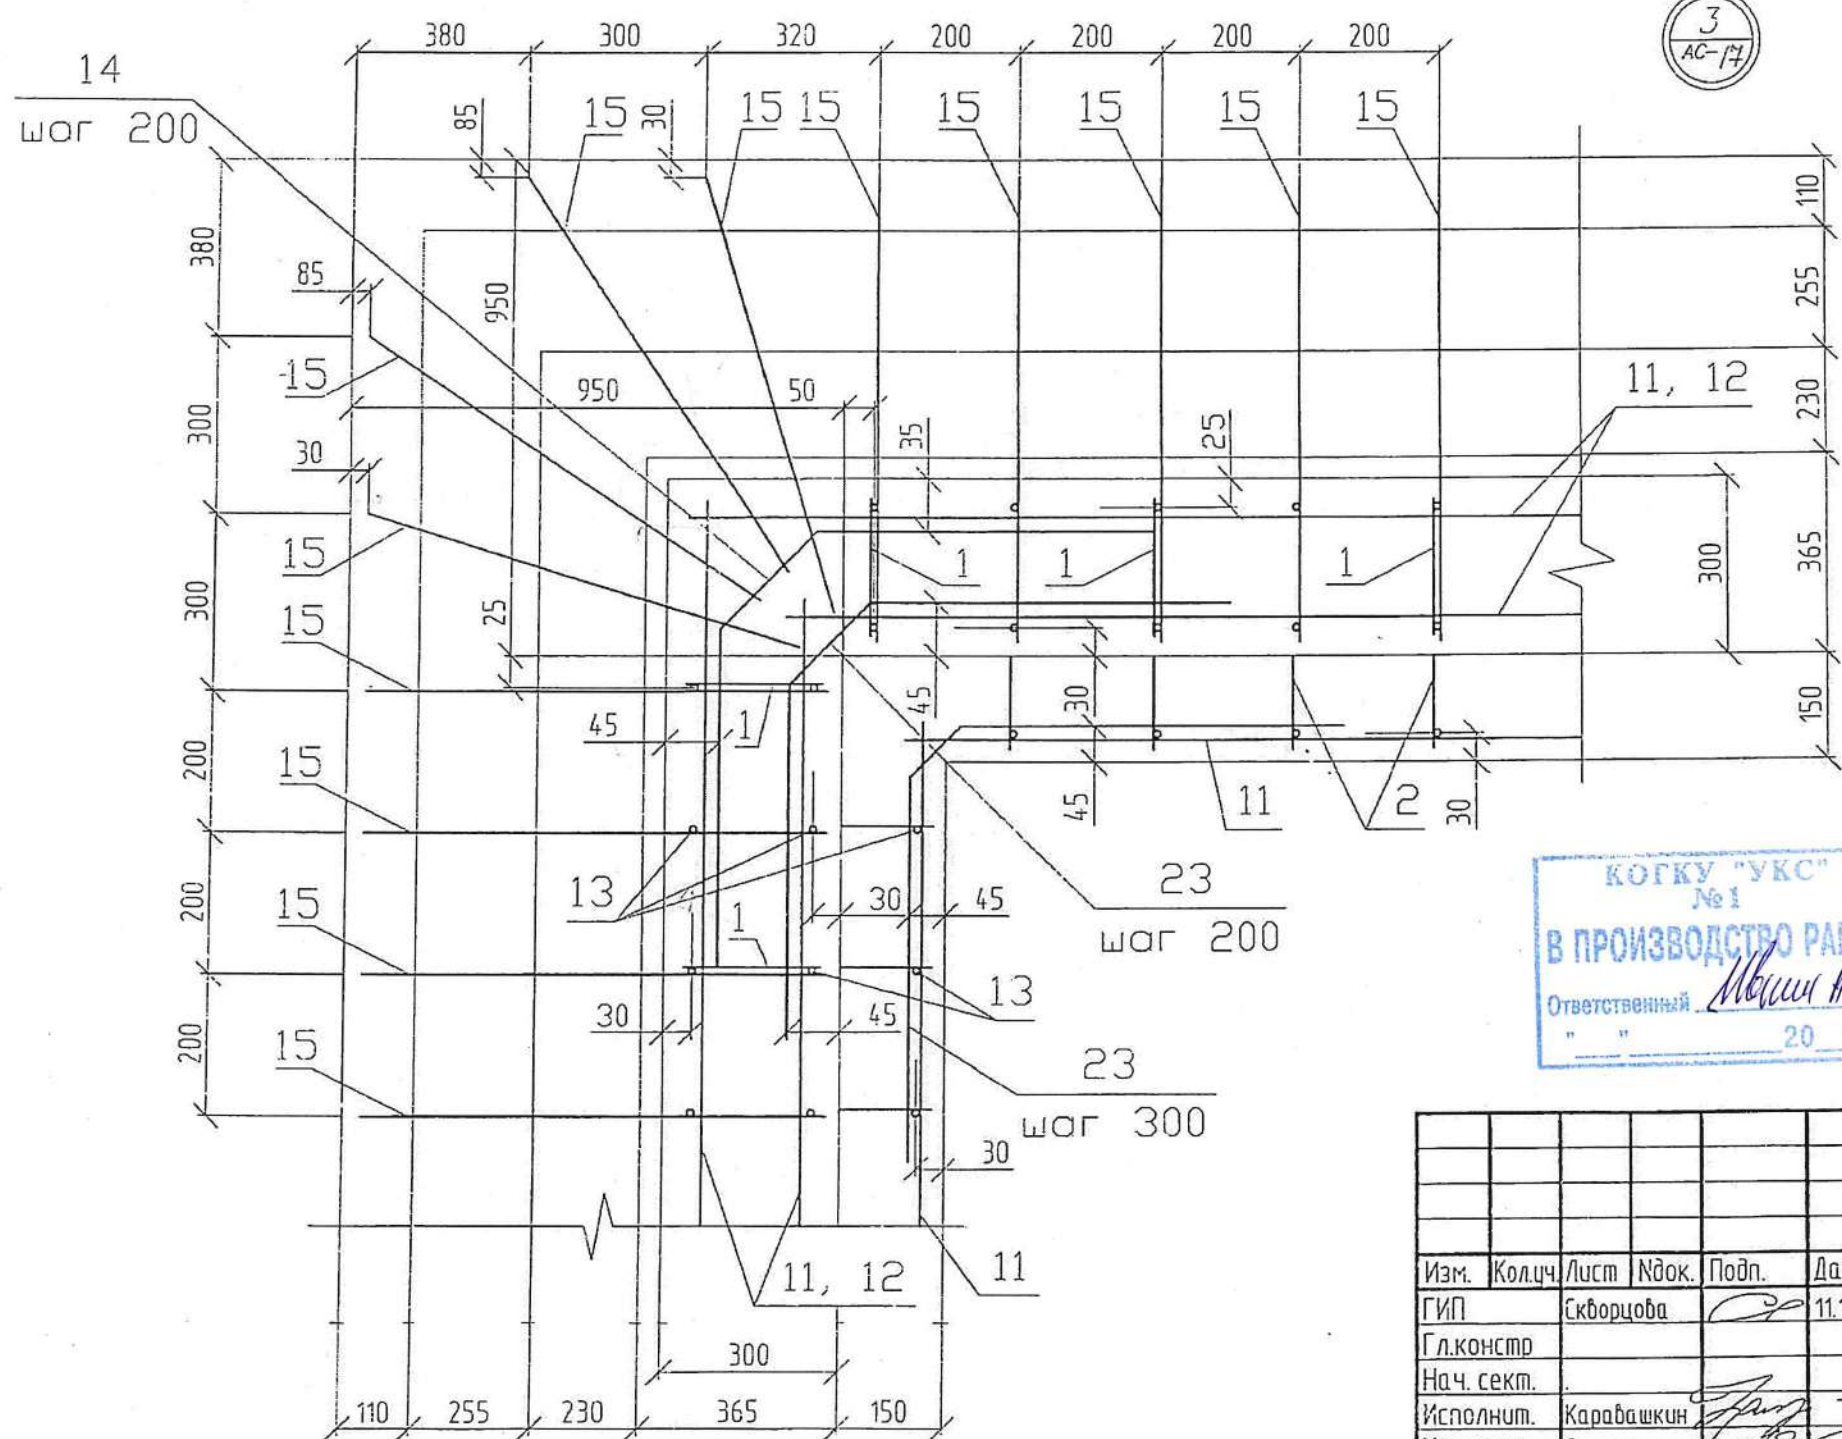 3
АС-17
380 300 320 200 200 200 200
14
шаг 200
85 15 30 15 15 15 15 15 15
110
380
85
950
255
15
950 50
11, 12
300
35 25
230
30
15
1 1 1
300 365
300
15
25
45 1
45 30
150
200
15
45 11 2 30
13
30 45
23
шаг 200
200
15
1
13
30 45
200
15
23
шаг 300
30
11, 12 11
300
110 255 230 365 150
КОГКУ "УКС"
№1
В ПРОИЗВОДСТВО
Ответственный
" " 20
Изм. Кол.уч. Лист Nдок. Подп.
ГИП Скворцова
Гл.констр
Нач. сект.
Исполнит. Каравашкин